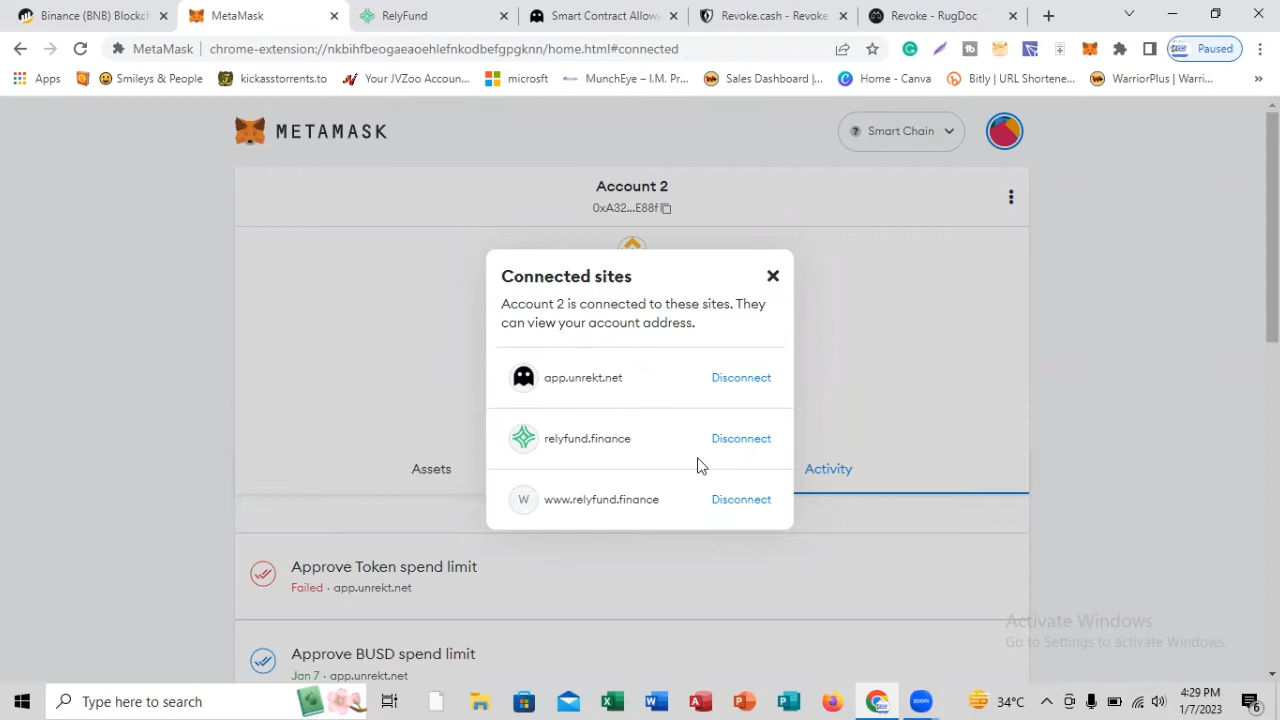 Binance (BNB) Blockch
MetaMask
RelyFund
Smart Contract Allow
Revoke.cash - Revoke
Revoke - RugDoc
MetaMask
chrome-extension://nkbihfbeogaeaoehlefnkodbefgpgknn/home.html#connected
Paused
Apps
Smileys & People
kickasstorrents.to
Your JVZoo Accoun...
microsft
MunchEye – I.M. Pr...
Sales Dashboard |...
Home - Canva
Bitly | URL Shortene...
WarriorPlus | Warri...
METAMASK
Smart Chain
Account 2
0xA32...E88f
Connected sites
Account 2 is connected to these sites. They
can view your account address.
app.unrekt.net
Disconnect
relyfund.finance
Disconnect
W
www.relyfund.finance
Disconnect
Assets
Activity
Approve Token spend limit
Failed · app.unrekt.net
Approve BUSD spend limit
Jan 7 · app.unrekt.net
Activate Windows
Go to Settings to activate Windows.
Type here to search
zoom
34°C
4:29 PM
1/7/2023
6